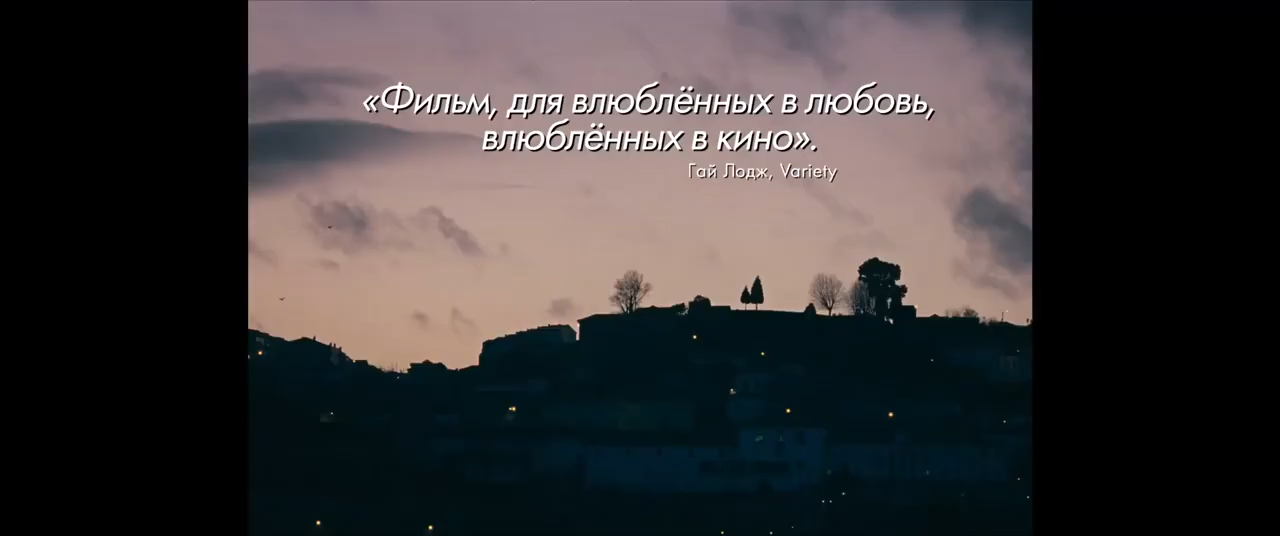 «Фильм, для влюблённых в любовь,
влюблённых в кино».
Гай Лодж, Variety